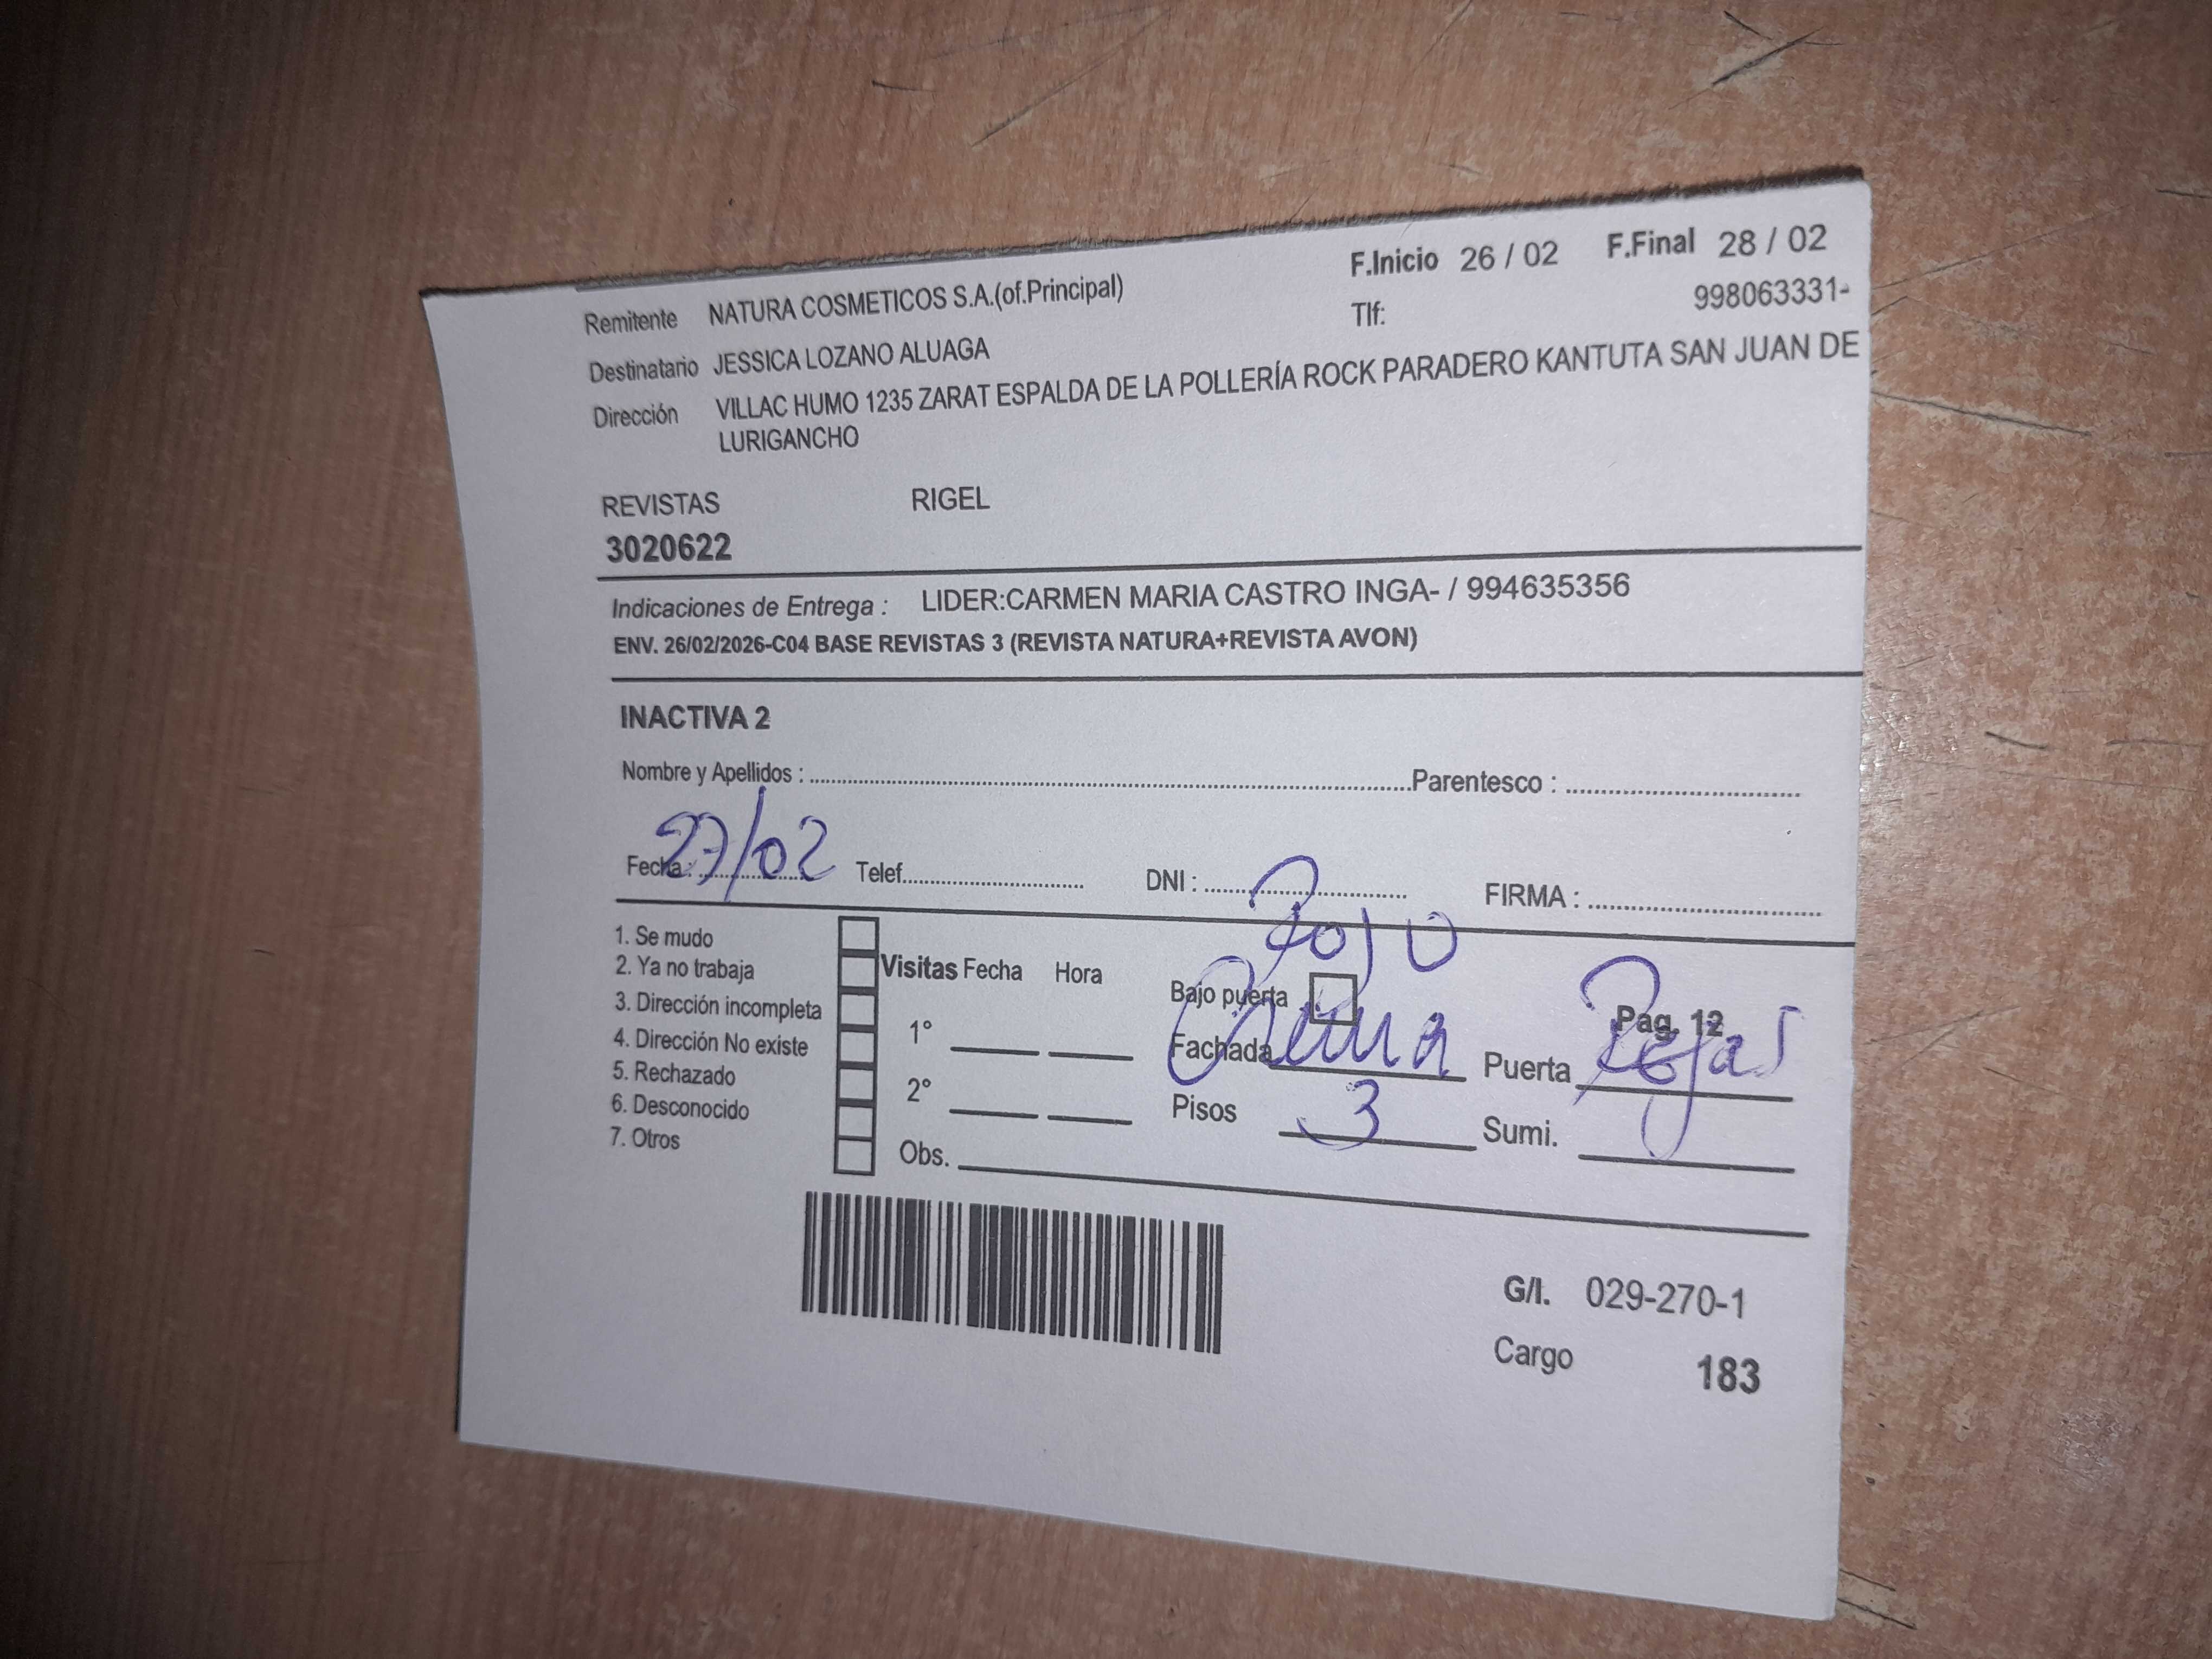 F.Inicio 26 / 02 F.Final 28 / 02
Remitente NATURA COSMETICOS S.A.(of.Principal) Tlf: 998063331-
Destinatario JESSICA LOZANO ALUAGA
Dirección VILLAC HUMO 1235 ZARAT ESPALDA DE LA POLLERÍA ROCK PARADERO KANTUTA SAN JUAN DE
LURIGANCHO
REVISTAS RIGEL
3020622
Indicaciones de Entrega : LIDER:CARMEN MARIA CASTRO INGA- / 994635356
ENV. 26/02/2026-C04 BASE REVISTAS 3 (REVISTA NATURA+REVISTA AVON)
INACTIVA 2
Nombre y Apellidos : Parentesco :
Fecha : 27/02 Telef. DNI : FIRMA :
1. Se mudo
2. Ya no trabaja Visitas Fecha Hora Bajo puerta
3. Dirección incompleta 1° Pag. 12
4. Dirección No existe Fachada Crema Puerta Rejas
5. Rechazado 2°
6. Desconocido Pisos 3 Sumi.
7. Otros Obs.
G/I. 029-270-1
Cargo 183